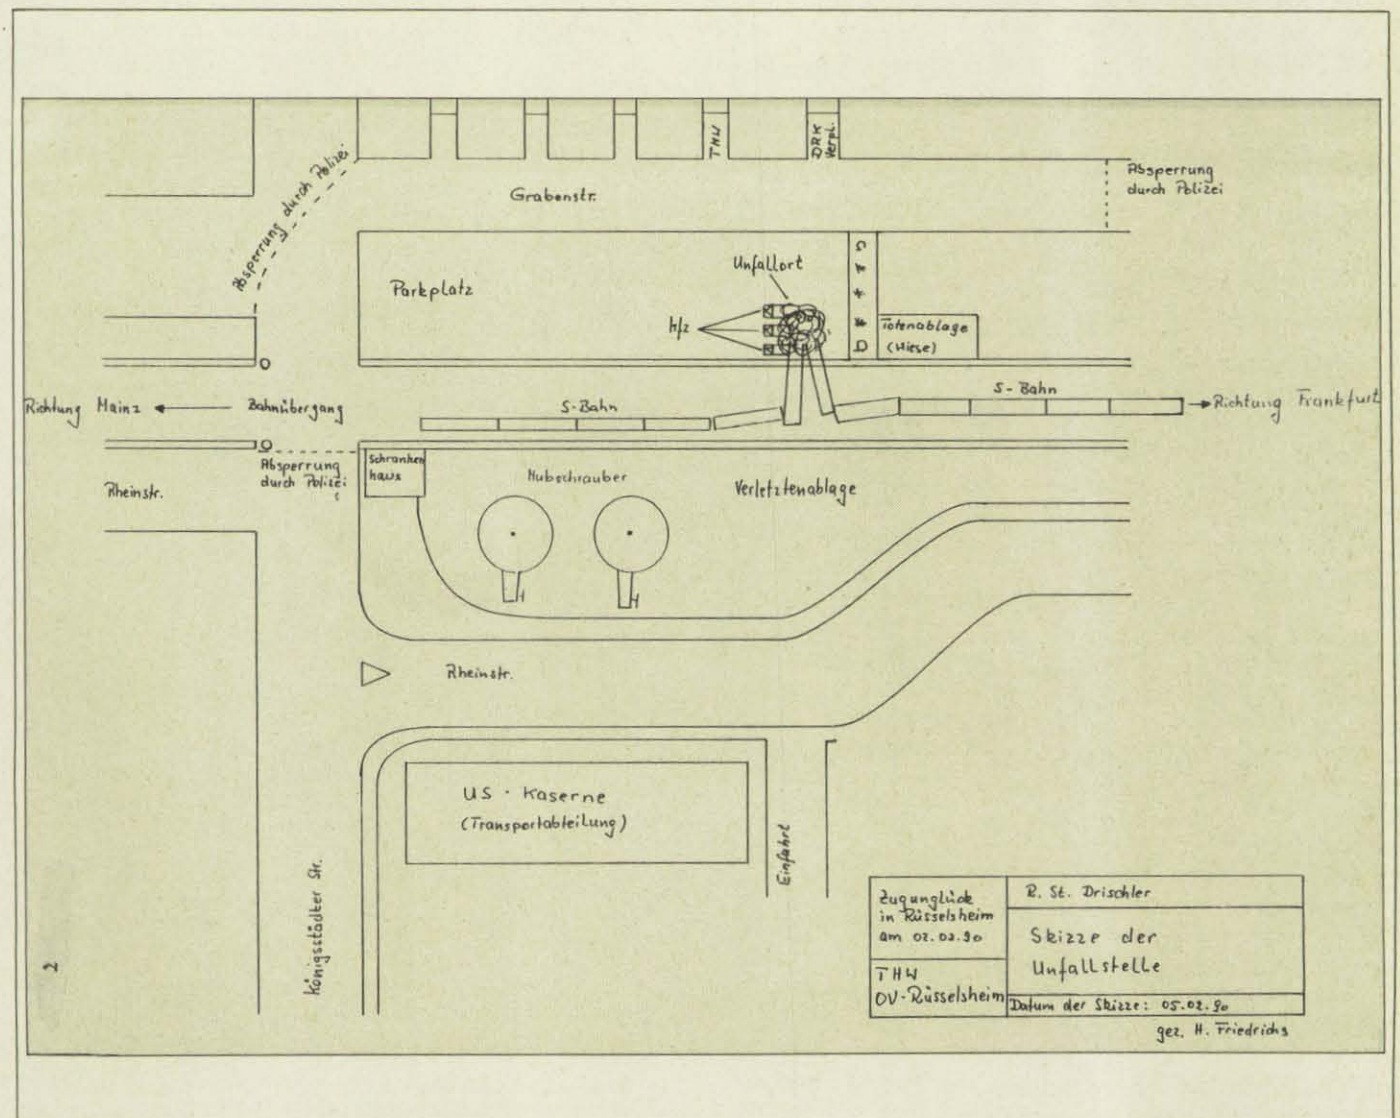 THW
DRK
Verpl.
Absperrung durch Polizei
Grabenstr.
Absperrung
durch Polizei
Unfallort
Parkplatz
Kfz
Totenablage
(Wiese)
Richtung Mainz
Bahnübergang
S-Bahn
S-Bahn
Richtung Frankfurt
Absperrung
durch Polizei
Schranken
haus
Rheinstr.
Hubschrauber
Verletztenablage
Rheinstr.
US-Kaserne
(Transportabteilung)
Einfahrt
Königsstädter Str.
2
Zugunglück
in Rüsselsheim
am 02.02.90
R. St. Drischler
Skizze der
Unfallstelle
THW
OV-Rüsselsheim
Datum der Skizze: 05.02.90
gez. H. Friedrichs